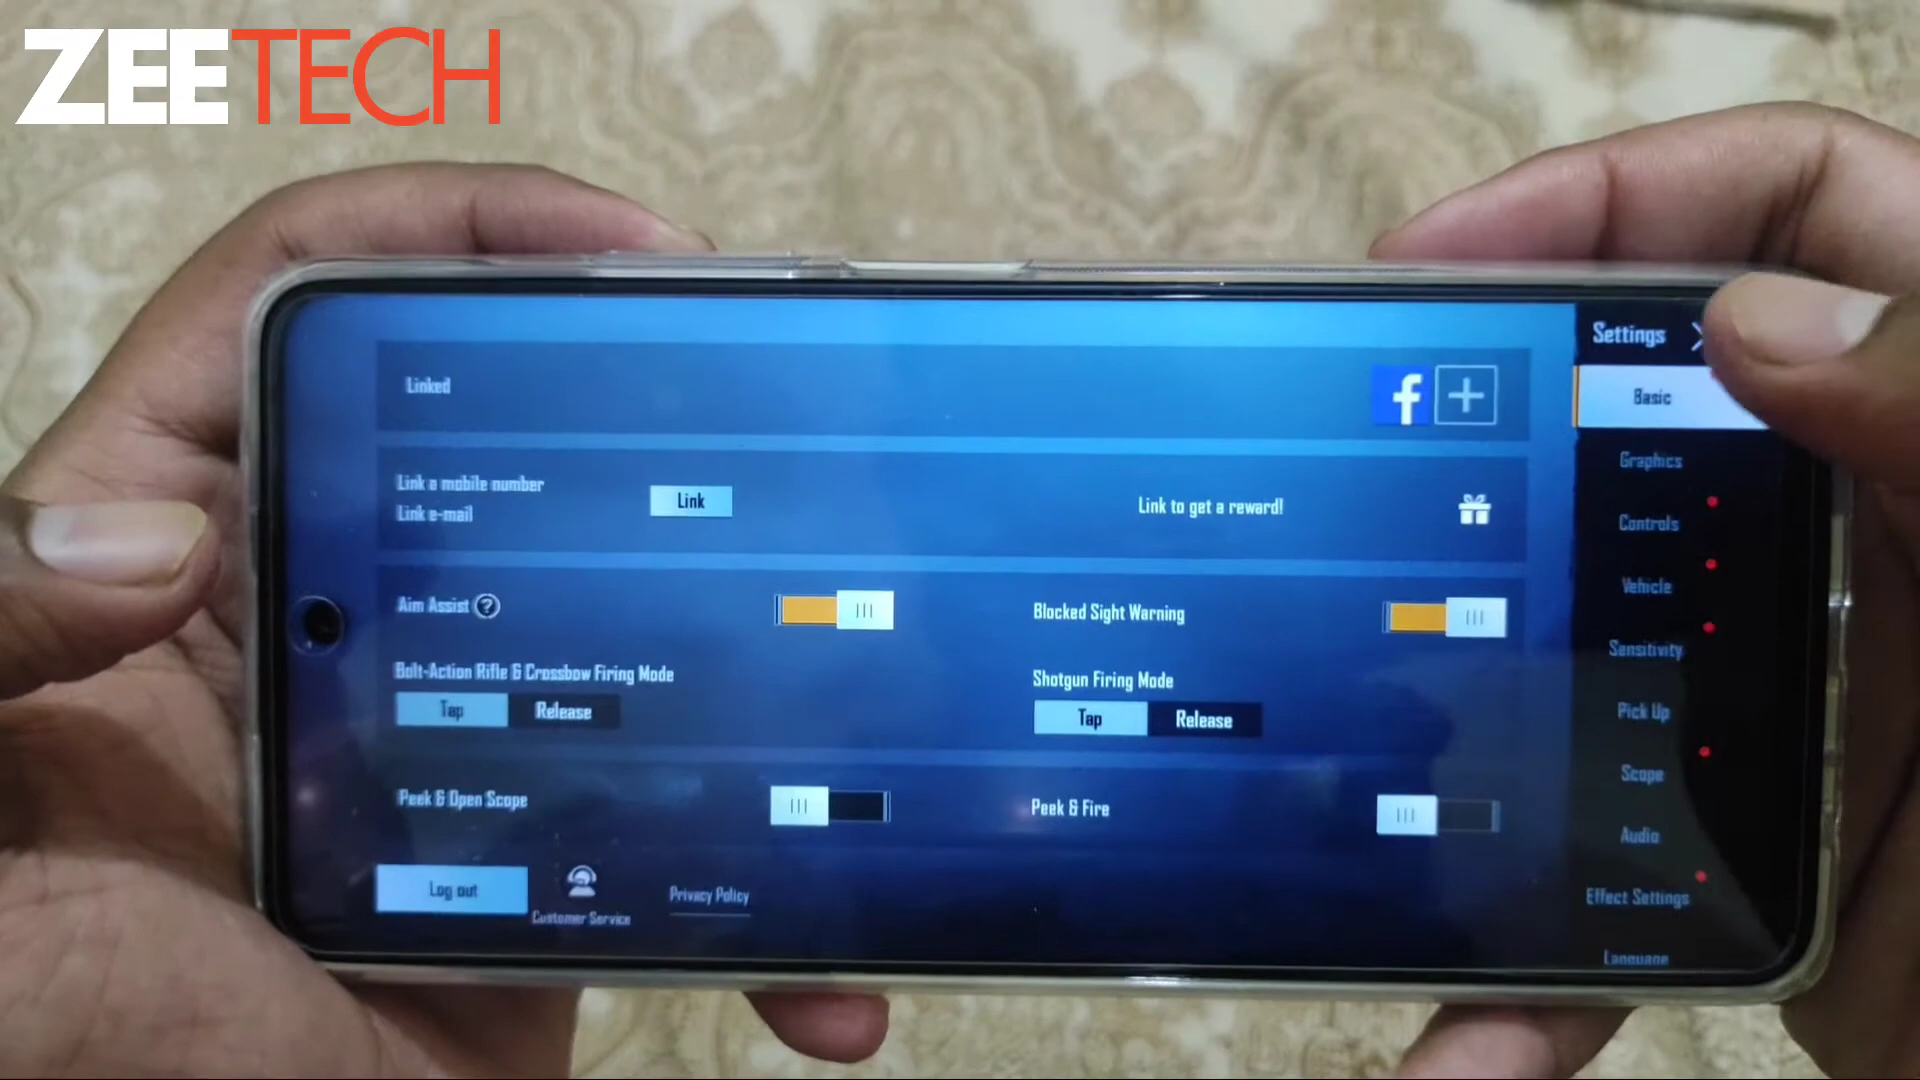 ZEETECH
Settings
Linked
Basic
Graphics
Link a mobile number
Link e-mail
Link
Link to get a reward!
Controls
Vehicle
Aim Assist ?
Blocked Sight Warning
Sensitivity
Bolt-Action Rifle & Crossbow Firing Mode
Tap Release
Shotgun Firing Mode
Tap Release
Pick Up
Scope
Peek & Open Scope
Peek & Fire
Audio
Log out
Customer Service
Privacy Policy
Effect Settings
Language